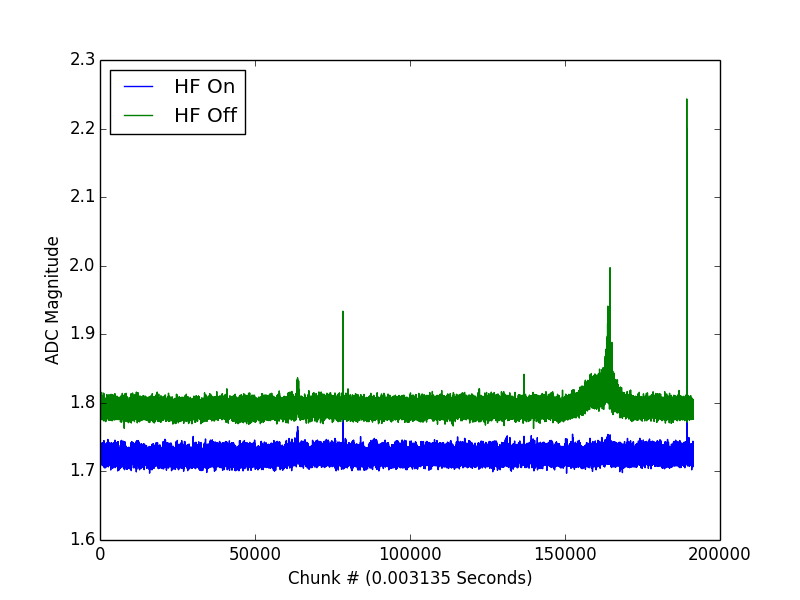 2.3
2.2
2.1
2.0
1.9
1.8
1.7
1.6
ADC Magnitude
HF On
HF Off
0 50000 100000 150000 200000
Chunk # (0.003135 Seconds)